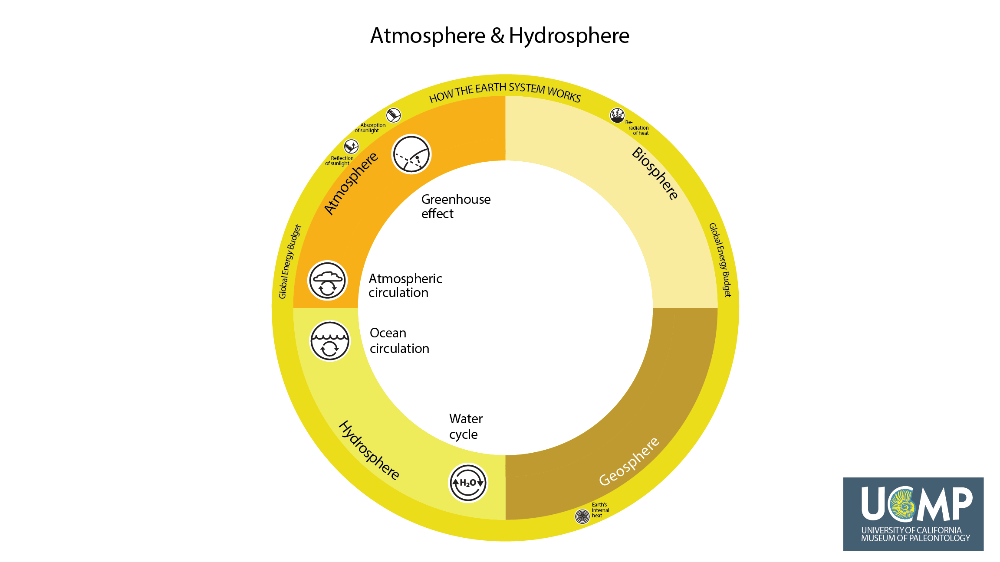 Atmosphere & Hydrosphere
HOW THE EARTH SYSTEM WORKS
Absorption
of sunlight
Reflection
of sunlight
Re-
radiation
of heat
Atmosphere
Biosphere
Greenhouse
effect
Global Energy Budget
Global Energy Budget
Atmospheric
circulation
Ocean
circulation
Water
cycle
Hydrosphere
Geosphere
H₂O
Earth's
internal
heat
UCMP
UNIVERSITY OF CALIFORNIA
MUSEUM OF PALEONTOLOGY